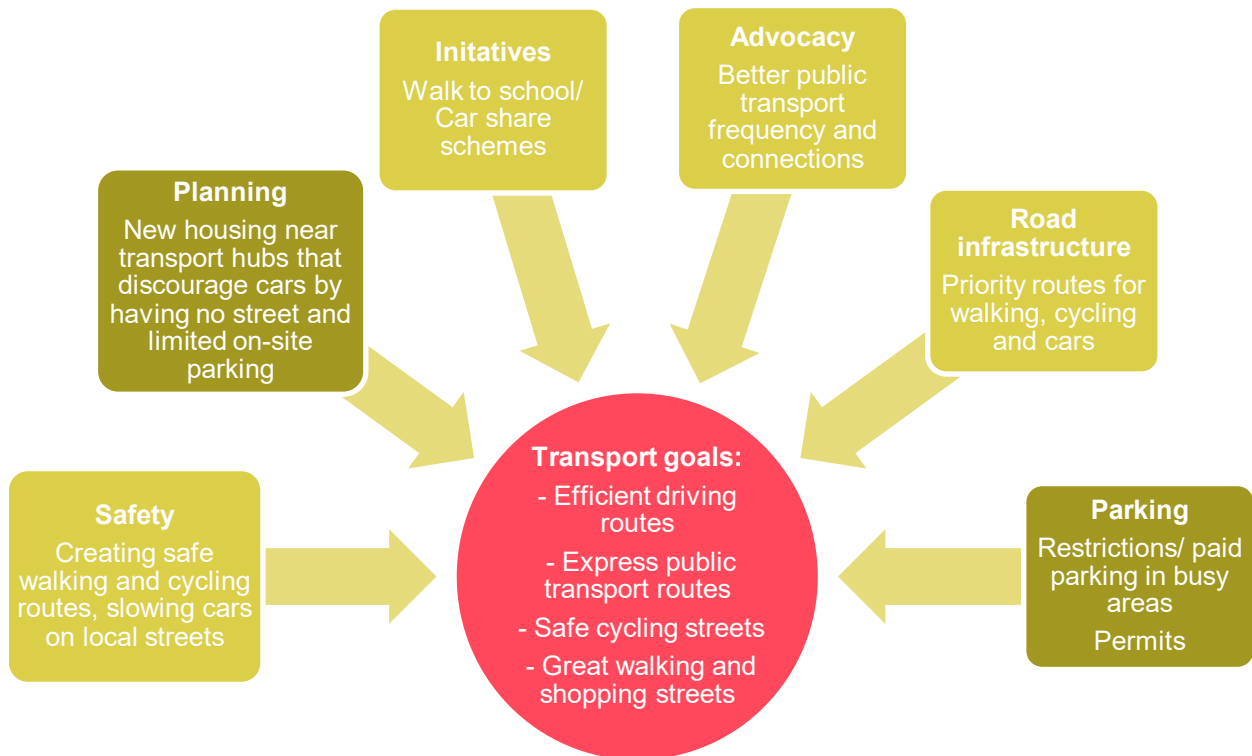 Initatives
Walk to school/
Car share
schemes
Advocacy
Better public
transport
frequency and
connections
Planning
New housing near
transport hubs that
discourage cars by
having no street and
limited on-site
parking
Road
infrastructure
Priority routes for
walking, cycling
and cars
Safety
Creating safe
walking and cycling
routes, slowing cars
on local streets
Transport goals:
- Efficient driving
routes
- Express public
transport routes
- Safe cycling streets
- Great walking and
shopping streets
Parking
Restrictions/ paid
parking in busy
areas
Permits